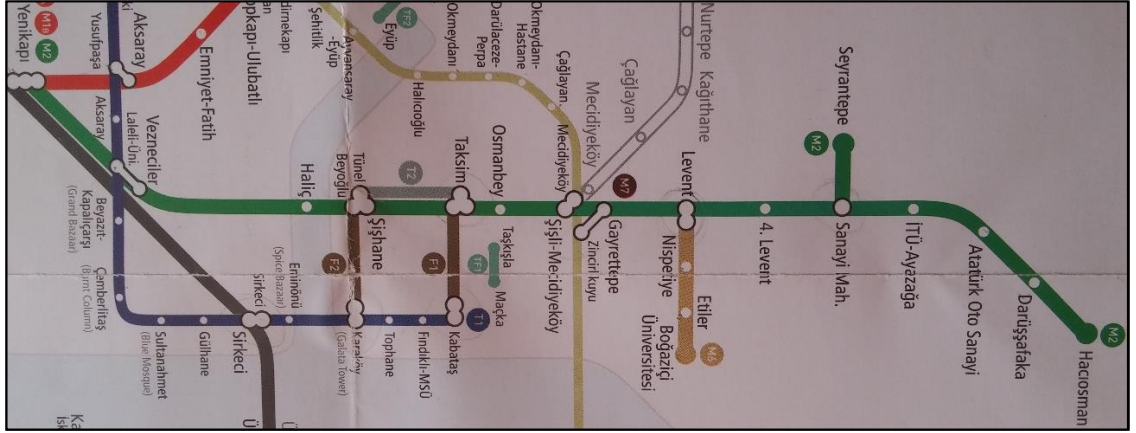 Yenikapı
M1B
M2
Yusufpaşa
Aksaray
Emniyet-Fatih
Topkapı-Ulubatlı
Şehitlik
Ayvansaray
-Eyüp
TF2
Eyüp
Halıcıoğlu
Okmeydanı
Darülaceze-
Perpa
Okmeydanı-
Hastane
Çağlayan
Mecidiyeköy
Mecidiyeköy
Çağlayan
Nurtepe
Kağıthane
Aksaray
Laleli-Üni.
Vezneciler
Haliç
Tünel
Beyoğlu
Şişhane
T2
Taksim
Osmanbey
Şişli-Mecidiyeköy
M7
Gayrettepe
Zincirlikuyu
Levent
Nispetiye
Etiler
Boğaziçi
Üniversitesi
M6
4. Levent
Sanayi Mah.
Seyrantepe
M2
İTÜ-Ayazağa
Atatürk Oto Sanayi
Darüşşafaka
Hacıosman
M2
Taşkışla
TF1
Maçka
F1
F2
T1
Kabataş
Fındıklı-MSÜ
Tophane
Karaköy
(Galata Tower)
Eminönü
(Spice Bazaar)
Sirkeci
Sirkeci
Gülhane
Sultanahmet
(Blue Mosque)
Çemberlitaş
(Burnt Column)
Beyazıt-
Kapalıçarşı
(Grand Bazaar)